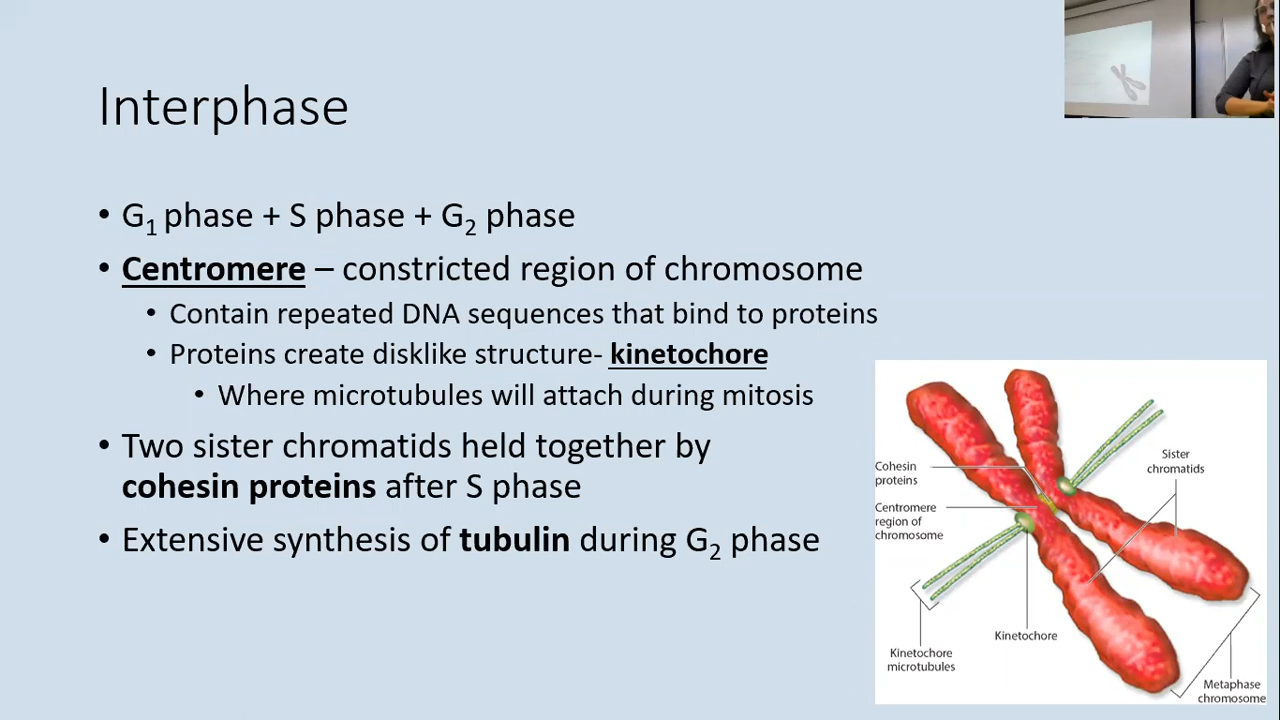 Interphase
• G₁ phase + S phase + G₂ phase
• Centromere – constricted region of chromosome
• Contain repeated DNA sequences that bind to proteins
• Proteins create disklike structure- kinetochore
• Where microtubules will attach during mitosis
• Two sister chromatids held together by
cohesin proteins after S phase
• Extensive synthesis of tubulin during G₂ phase
Cohesin
proteins
Centromere
region of
chromosome
Sister
chromatids
Kinetochore
Kinetochore
microtubules
Metaphase
chromosome